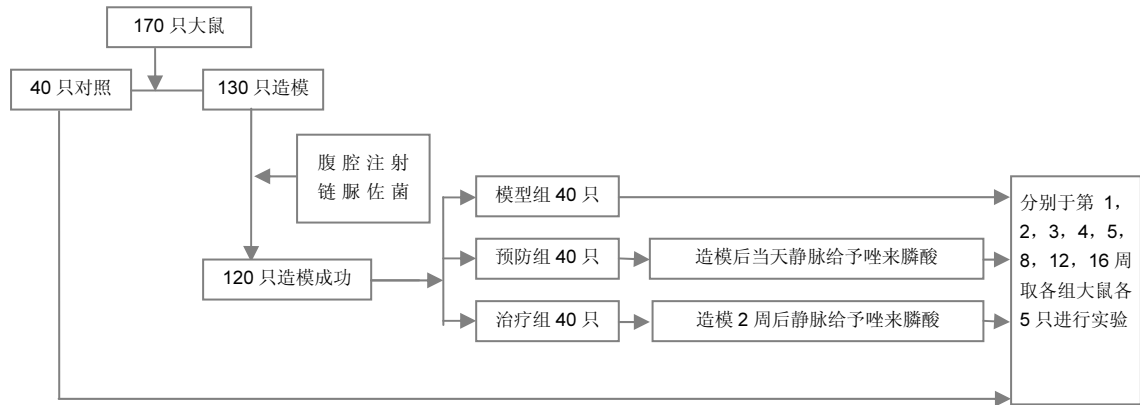 170 只大鼠
40 只对照
130 只造模
腹腔注射
链脲佐菌
120 只造模成功
模型组 40 只
预防组 40 只
造模后当天静脉给予唑来膦酸
治疗组 40 只
造模 2 周后静脉给予唑来膦酸
分别于第 1，
2，3，4，5，
8，12，16 周
取各组大鼠各
5 只进行实验